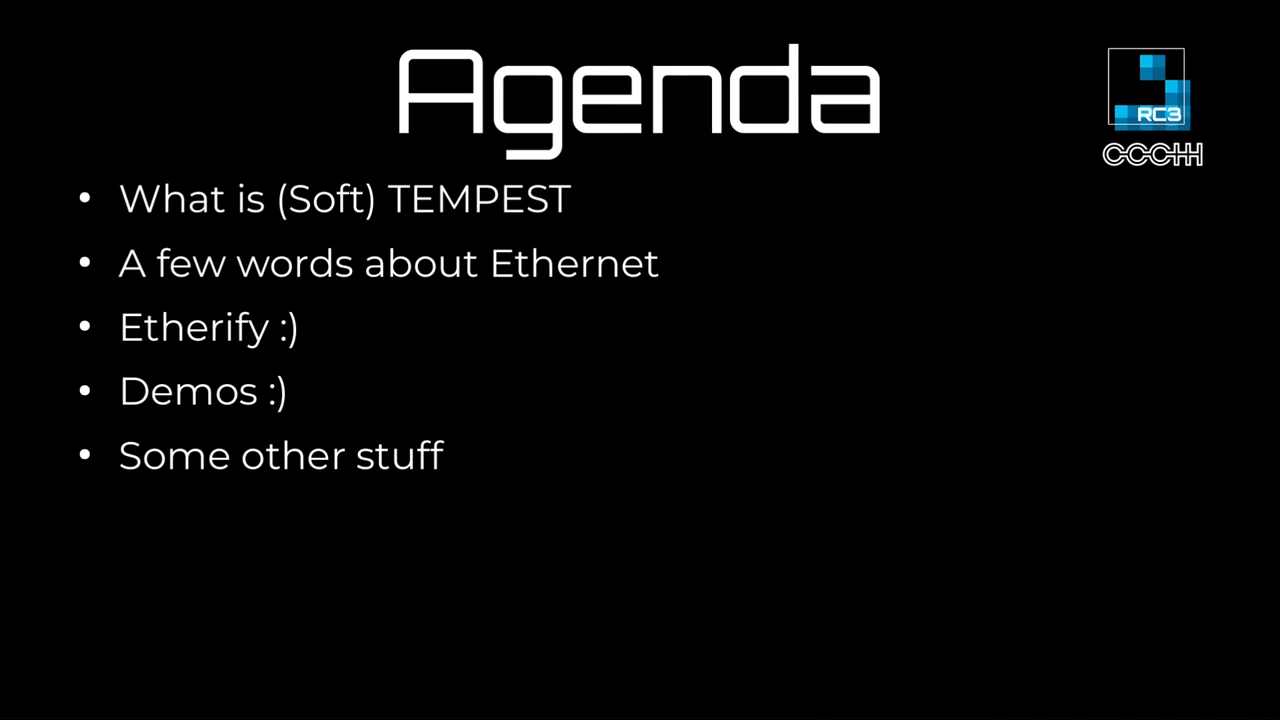 Agenda
RC3
CCCHH
• What is (Soft) TEMPEST
• A few words about Ethernet
• Etherify :)
• Demos :)
• Some other stuff